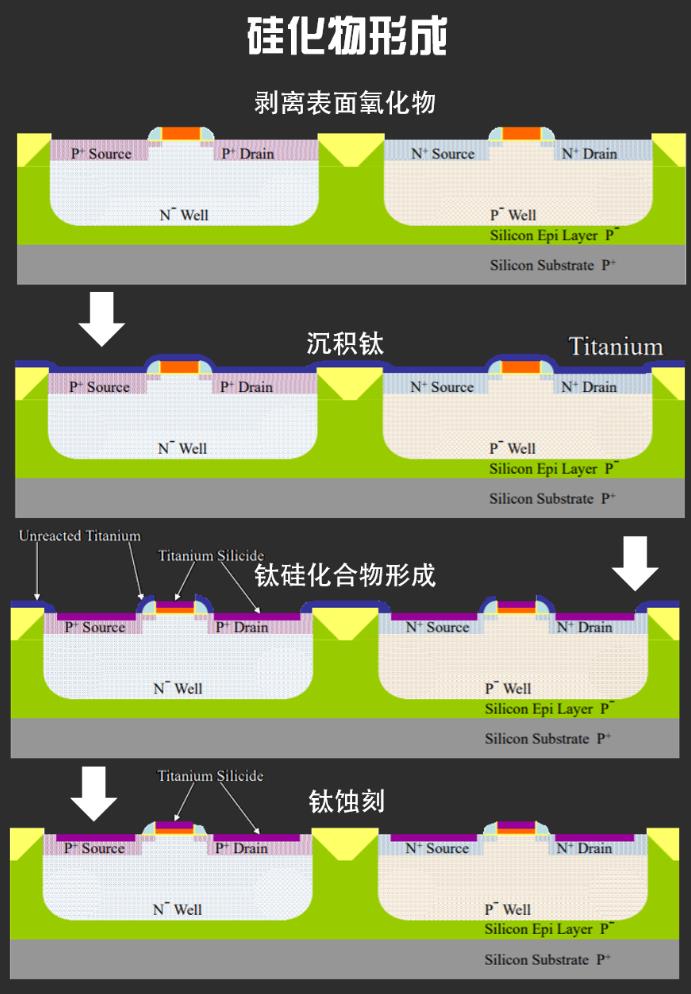 硅化物形成
剥离表面氧化物
P+ Source P+ Drain N+ Source N+ Drain
N- Well P- Well
Silicon Epi Layer P-
Silicon Substrate P+
沉积钛 Titanium
P+ Source P+ Drain N+ Source N+ Drain
N- Well P- Well
Silicon Epi Layer P-
Silicon Substrate P+
Unreacted Titanium
Titanium Silicide
钛硅化合物形成
P+ Source P+ Drain N+ Source N+ Drain
N- Well P- Well
Silicon Epi Layer P-
Silicon Substrate P+
Titanium Silicide
钛蚀刻
P+ Source P+ Drain N+ Source N+ Drain
N- Well P- Well
Silicon Epi Layer P-
Silicon Substrate P+